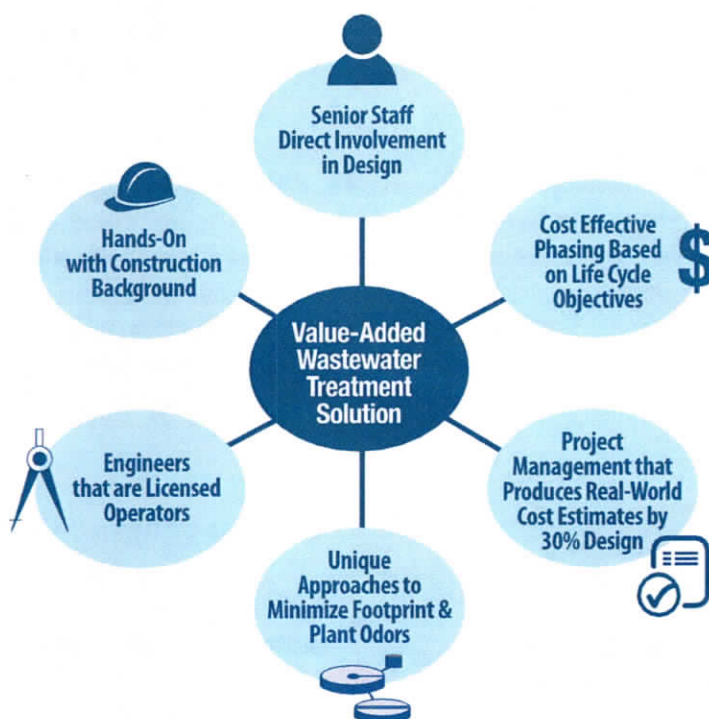 Senior Staff
Direct Involvement
in Design
Hands-On
with Construction
Background
Cost Effective
Phasing Based
on Life Cycle
Objectives
$
Value-Added
Wastewater
Treatment
Solution
Engineers
that are Licensed
Operators
Project
Management that
Produces Real-World
Cost Estimates by
30% Design
Unique
Approaches to
Minimize Footprint &
Plant Odors